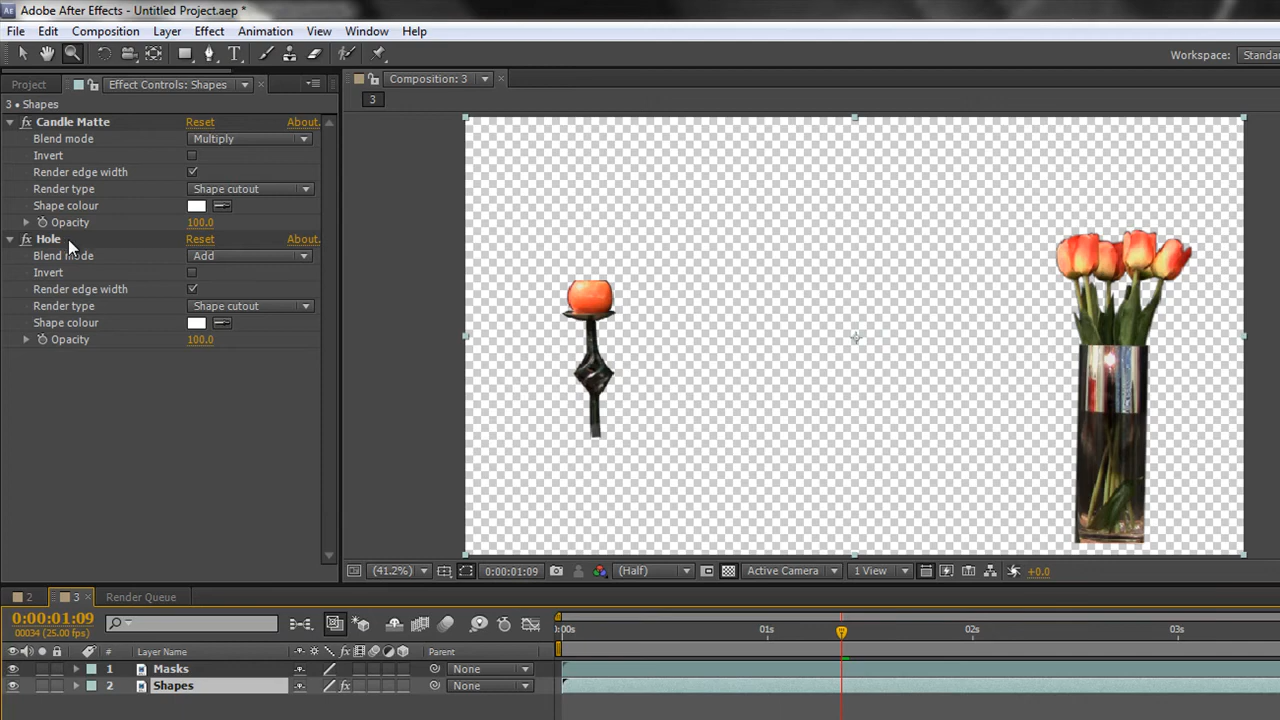 Adobe After Effects - Untitled Project.aep *
File Edit Composition Layer Effect Animation View Window Help
Workspace: Standar
Project Effect Controls: Shapes Composition: 3
3 • Shapes 3
fx Candle Matte Reset About.
Blend mode Multiply
Invert
Render edge width
Render type Shape cutout
Shape colour
Opacity 100.0
fx Hole Reset About.
Blend mode Add
Invert
Render edge width
Render type Shape cutout
Shape colour
Opacity 100.0
(41.2%) 0:00:01:09 (Half) Active Camera 1 View +0.0
2 3 Render Queue
0:00:01:09
00034 (25.00 fps)
:00s 01s 02s 03s
# Layer Name Parent
1 Masks None
2 Shapes fx None